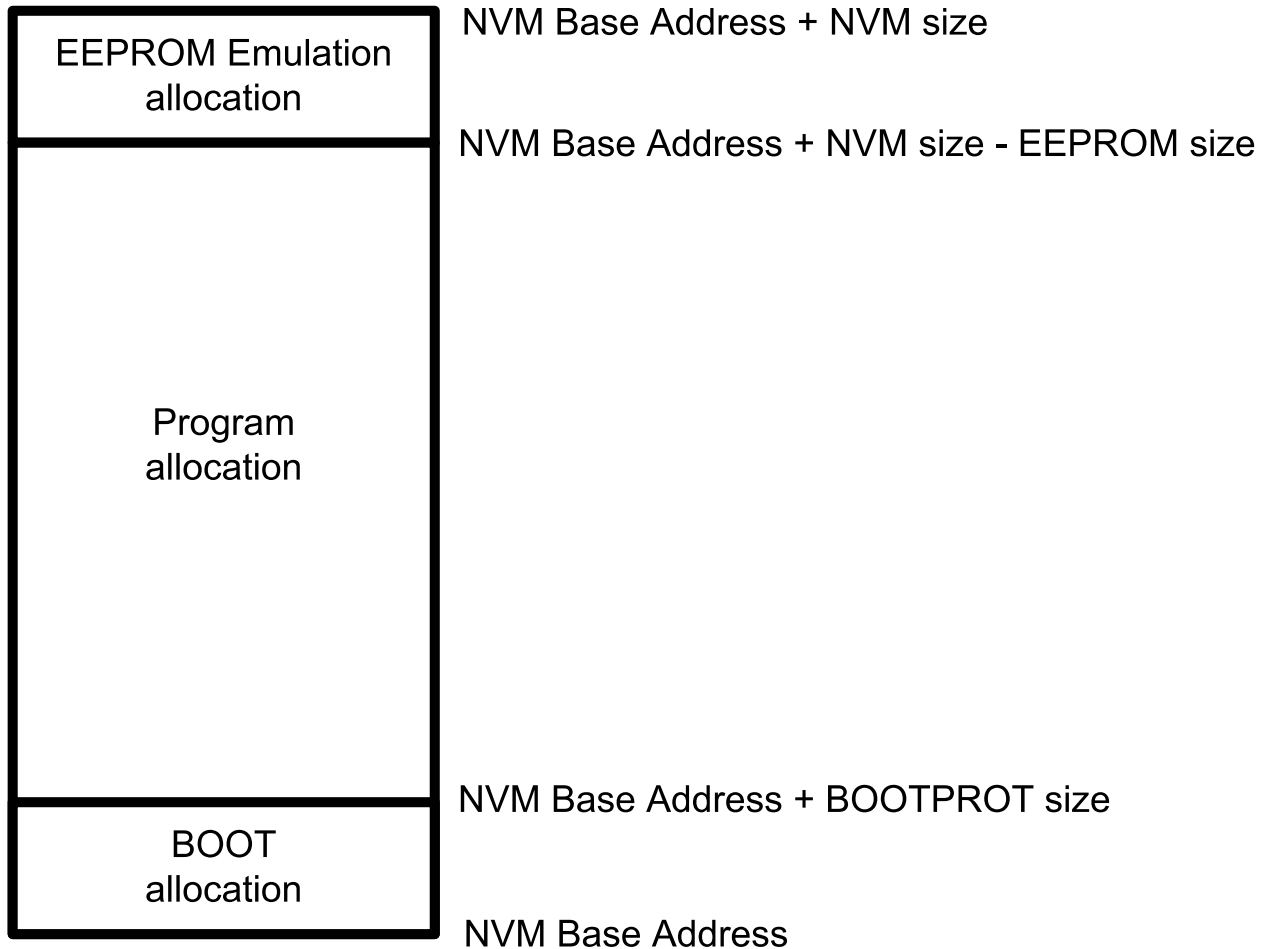 NVM Base Address + NVM size
EEPROM Emulation
allocation
NVM Base Address + NVM size - EEPROM size
Program
allocation
NVM Base Address + BOOTPROT size
BOOT
allocation
NVM Base Address